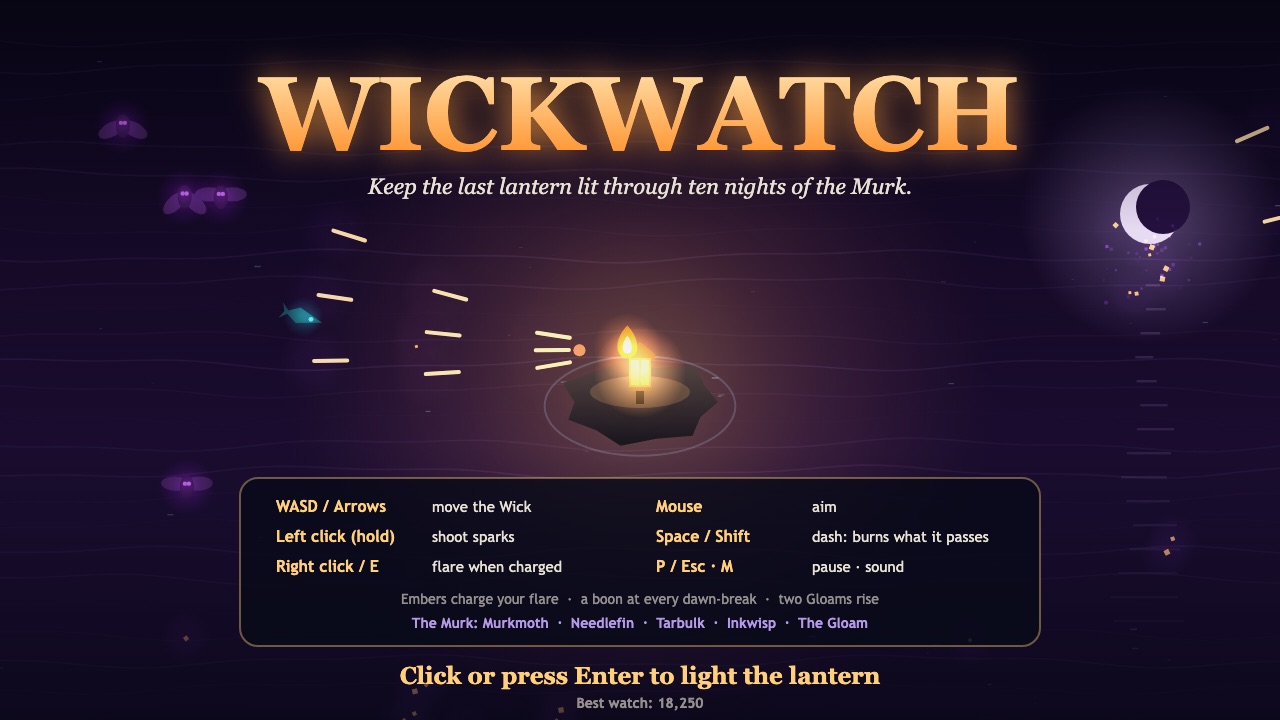 WICKWATCH
Keep the last lantern lit through ten nights of the Murk.
WASD / Arrows move the Wick Mouse aim
Left click (hold) shoot sparks Space / Shift dash: burns what it passes
Right click / E flare when charged P / Esc · M pause · sound
Embers charge your flare · a boon at every dawn-break · two Gloams rise
The Murk: Murkmoth · Needlefin · Tarbulk · Inkwisp · The Gloam
Click or press Enter to light the lantern
Best watch: 18,250